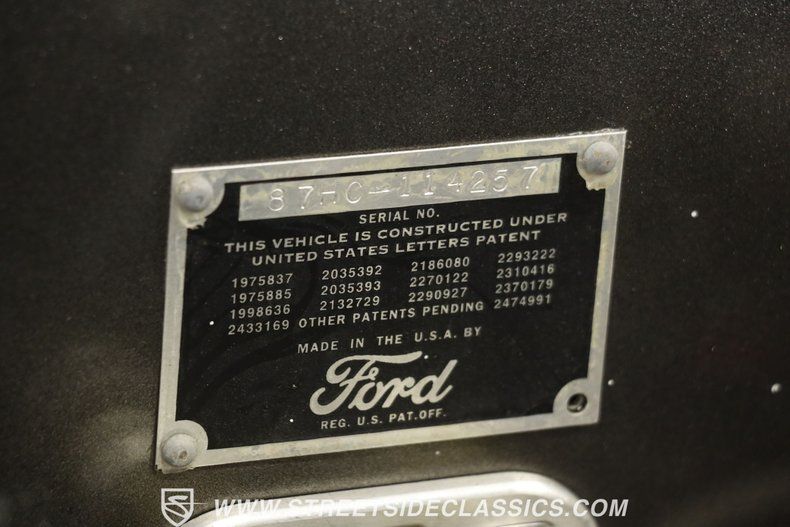 87HC-114257
SERIAL NO.
THIS VEHICLE IS CONSTRUCTED UNDER
UNITED STATES LETTERS PATENT
1975837 2035392 2186080 2293222
1975885 2035393 2270122 2310416
1998636 2132729 2290927 2370179
2433169 OTHER PATENTS PENDING 2474991
MADE IN THE U.S.A. BY
Ford
REG. U.S. PAT. OFF.
WWW.STREETSIDECLASSICS.COM